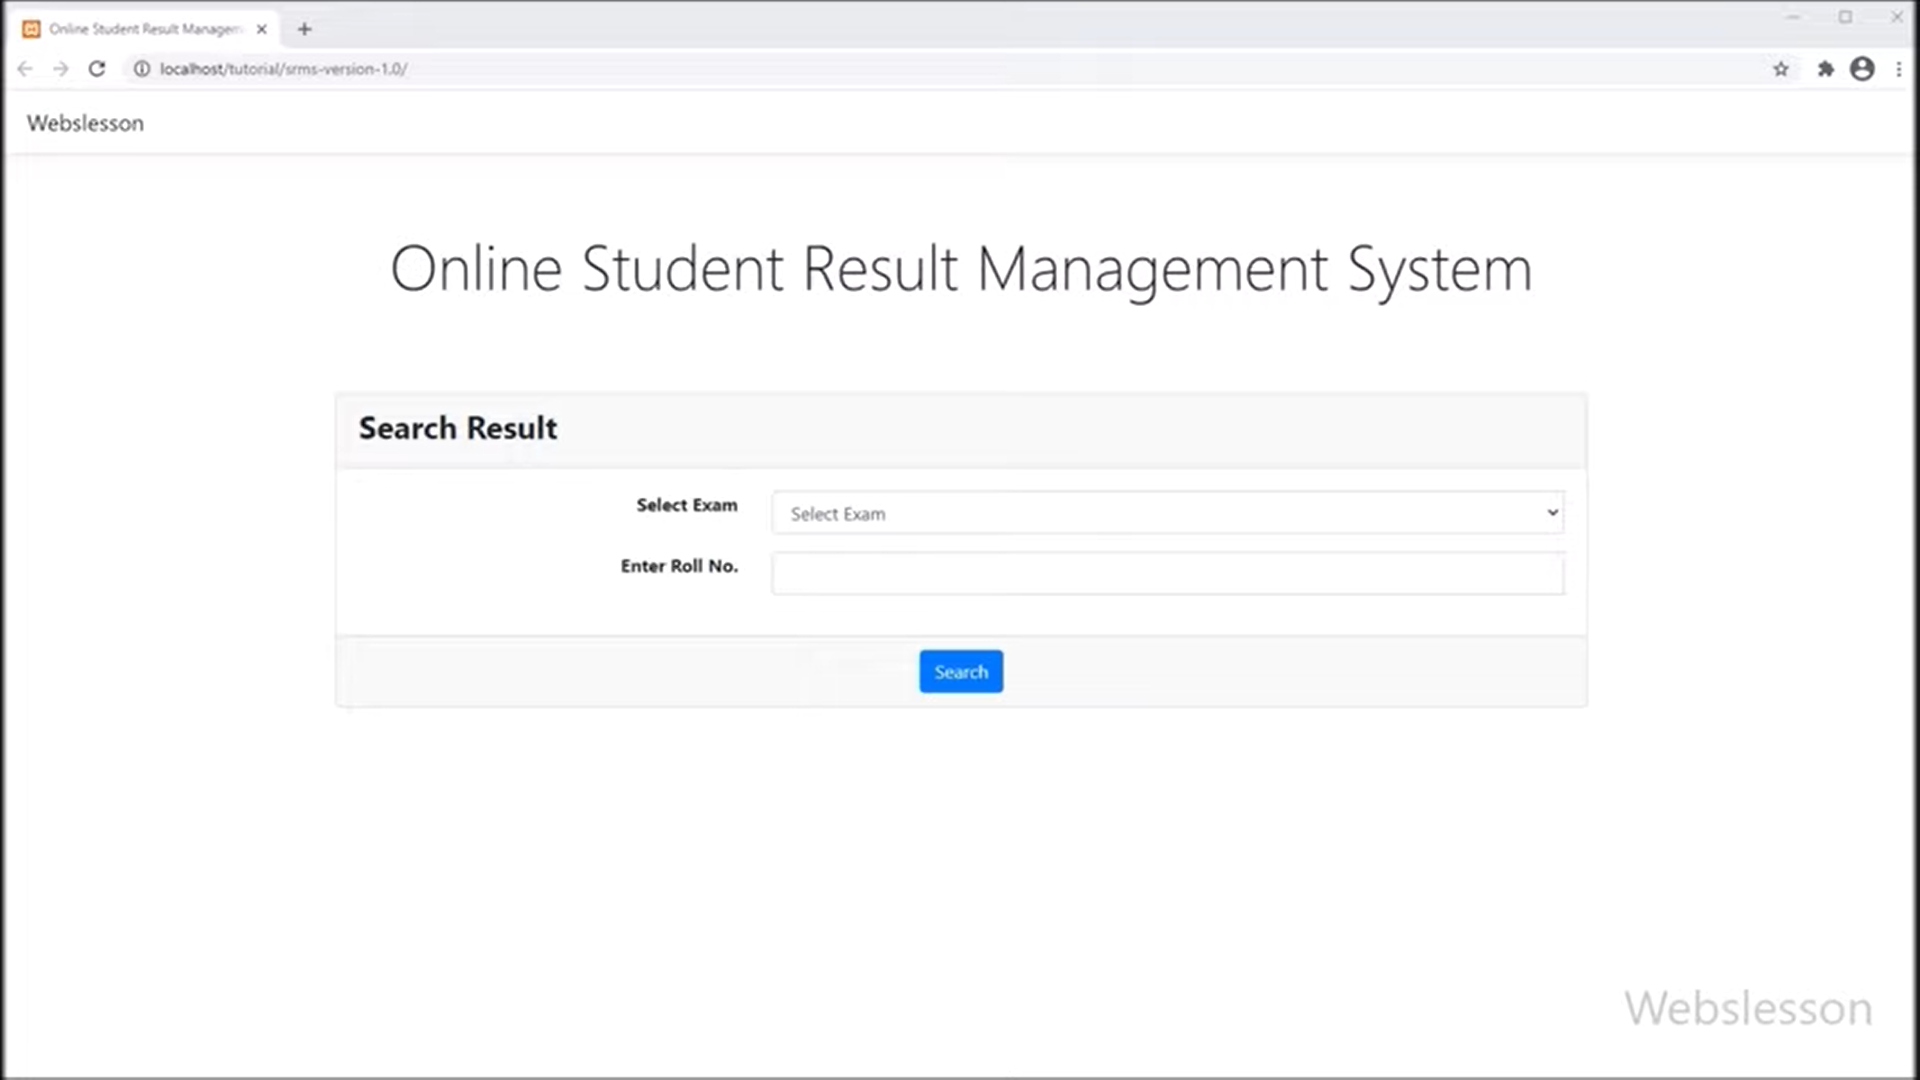 Online Student Result Managem
localhost/tutorial/srms-version-1.0/
Webslesson
Online Student Result Management System
Search Result
Select Exam
Select Exam
Enter Roll No.
Search
Webslesson